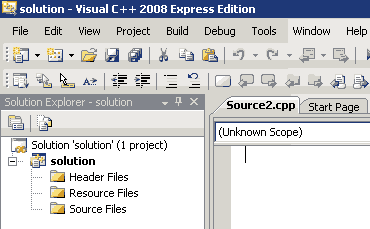 solution - Visual C++ 2008 Express Edition
File Edit View Project Build Debug Tools Window
Solution Explorer - solution
Source2.cpp Start Page
(Unknown Scope)
Solution 'solution' (1 project)
solution
Header Files
Resource Files
Source Files